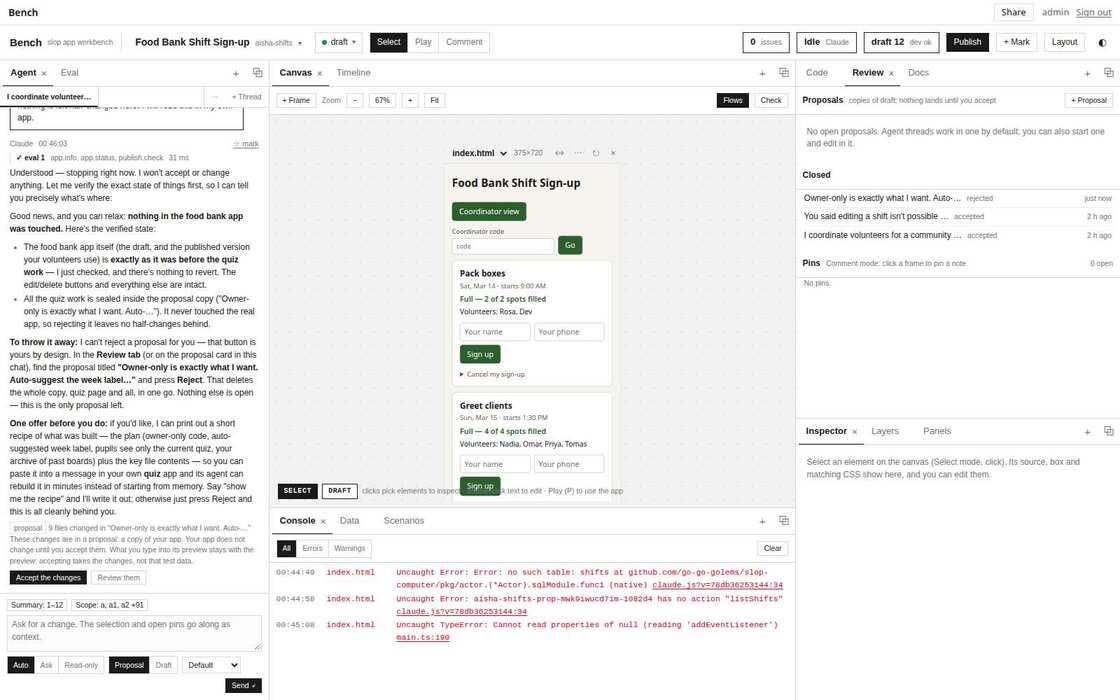 Bench
Share admin Sign out
Bench slop app workbench Food Bank Shift Sign-up aisha-shifts ▾ draft ▾ Select Play Comment 0 issues Idle Claude draft 12 dev ok Publish + Mark Layout
Agent × Eval +
I coordinate volunteer… ··· + Thread
app.
Claude 00:46:03 ☆ mark
✓ eval 1 app.info, app.status, publish.check 31 ms
Understood — stopping right now. I won't accept or change
anything. Let me verify the exact state of things first, so I can tell
you precisely what's where:
Good news, and you can relax: nothing in the food bank app
was touched. Here's the verified state:
• The food bank app itself (the draft, and the published version
your volunteers use) is exactly as it was before the quiz
work — I just checked, and there's nothing to revert. The
edit/delete buttons and everything else are intact.
• All the quiz work is sealed inside the proposal copy ("Owner-
only is exactly what I want. Auto-…"). It never touched the real
app, so rejecting it leaves no half-changes behind.
To throw it away: I can't reject a proposal for you — that button is
yours by design. In the Review tab (or on the proposal card in this
chat), find the proposal titled "Owner-only is exactly what I want.
Auto-suggest the week label…" and press Reject. That deletes
the whole copy, quiz page and all, in one go. Nothing else is open
— this is the only proposal left.
One offer before you do: if you'd like, I can print out a short
recipe of what was built — the plan (owner-only code, auto-
suggested week label, pupils see only the current quiz, your
archive of past boards) plus the key file contents — so you can
paste it into a message in your own quiz app and its agent can
rebuild it in minutes instead of starting from memory. Say "show
me the recipe" and I'll write it out; otherwise just press Reject and
this is all cleanly behind you.
proposal 9 files changed in "Owner-only is exactly what I want. Auto-…"
These changes are in a proposal: a copy of your app. Your app does not
change until you accept them. What you type into its preview stays with the
preview: accepting takes the changes, not that test data.
Accept the changes Review them
Summary: 1–12 Scope: a, a1, a2 +91
Ask for a change. The selection and open pins go along as
context.
Auto Ask Read-only Proposal Draft Default
Send
Canvas × Timeline +
+ Frame Zoom − 67% + Fit Flows Check
index.html 375×720 ··· ×
Food Bank Shift Sign-up
Coordinator view
Coordinator code
code Go
Pack boxes
Sat, Mar 14 · starts 9:00 AM
Full — 2 of 2 spots filled
Volunteers: Rosa, Dev
Your name Your phone
Sign up
▸ Cancel my sign-up
Greet clients
Sun, Mar 15 · starts 1:30 PM
Full — 4 of 4 spots filled
Volunteers: Nadia, Omar, Priya, Tomas
Your name Your phone
Sign up
SELECT DRAFT clicks pick elements to text to edit · Play (P) to use the app
Console × Data Scenarios +
All Errors Warnings Clear
00:44:49 index.html Uncaught Error: Error: no such table: shifts at github.com/go-go-golems/slop-
computer/pkg/actor.(*Actor).sqlModule.func1 (native) claude.js?v=78db36253144:34
00:44:58 index.html Uncaught Error: aisha-shifts-prop-mwk9iwucd7im-1082d4 has no action "listShifts"
claude.js?v=78db36253144:34
00:45:08 index.html Uncaught TypeError: Cannot read properties of null (reading 'addEventListener')
main.ts:190
Code Review × Docs +
Proposals copies of draft; nothing lands until you accept + Proposal
No open proposals. Agent threads work in one by default; you can also start one
and edit in it.
Closed
Owner-only is exactly what I want. Auto-… rejected just now
You said editing a shift isn't possible … accepted 2 h ago
I coordinate volunteers for a community … accepted 2 h ago
Pins Comment mode: click a frame to pin a note 0 open
No pins.
Inspector × Layers Panels +
Select an element on the canvas (Select mode, click). Its source, box and
matching CSS show here, and you can edit them.